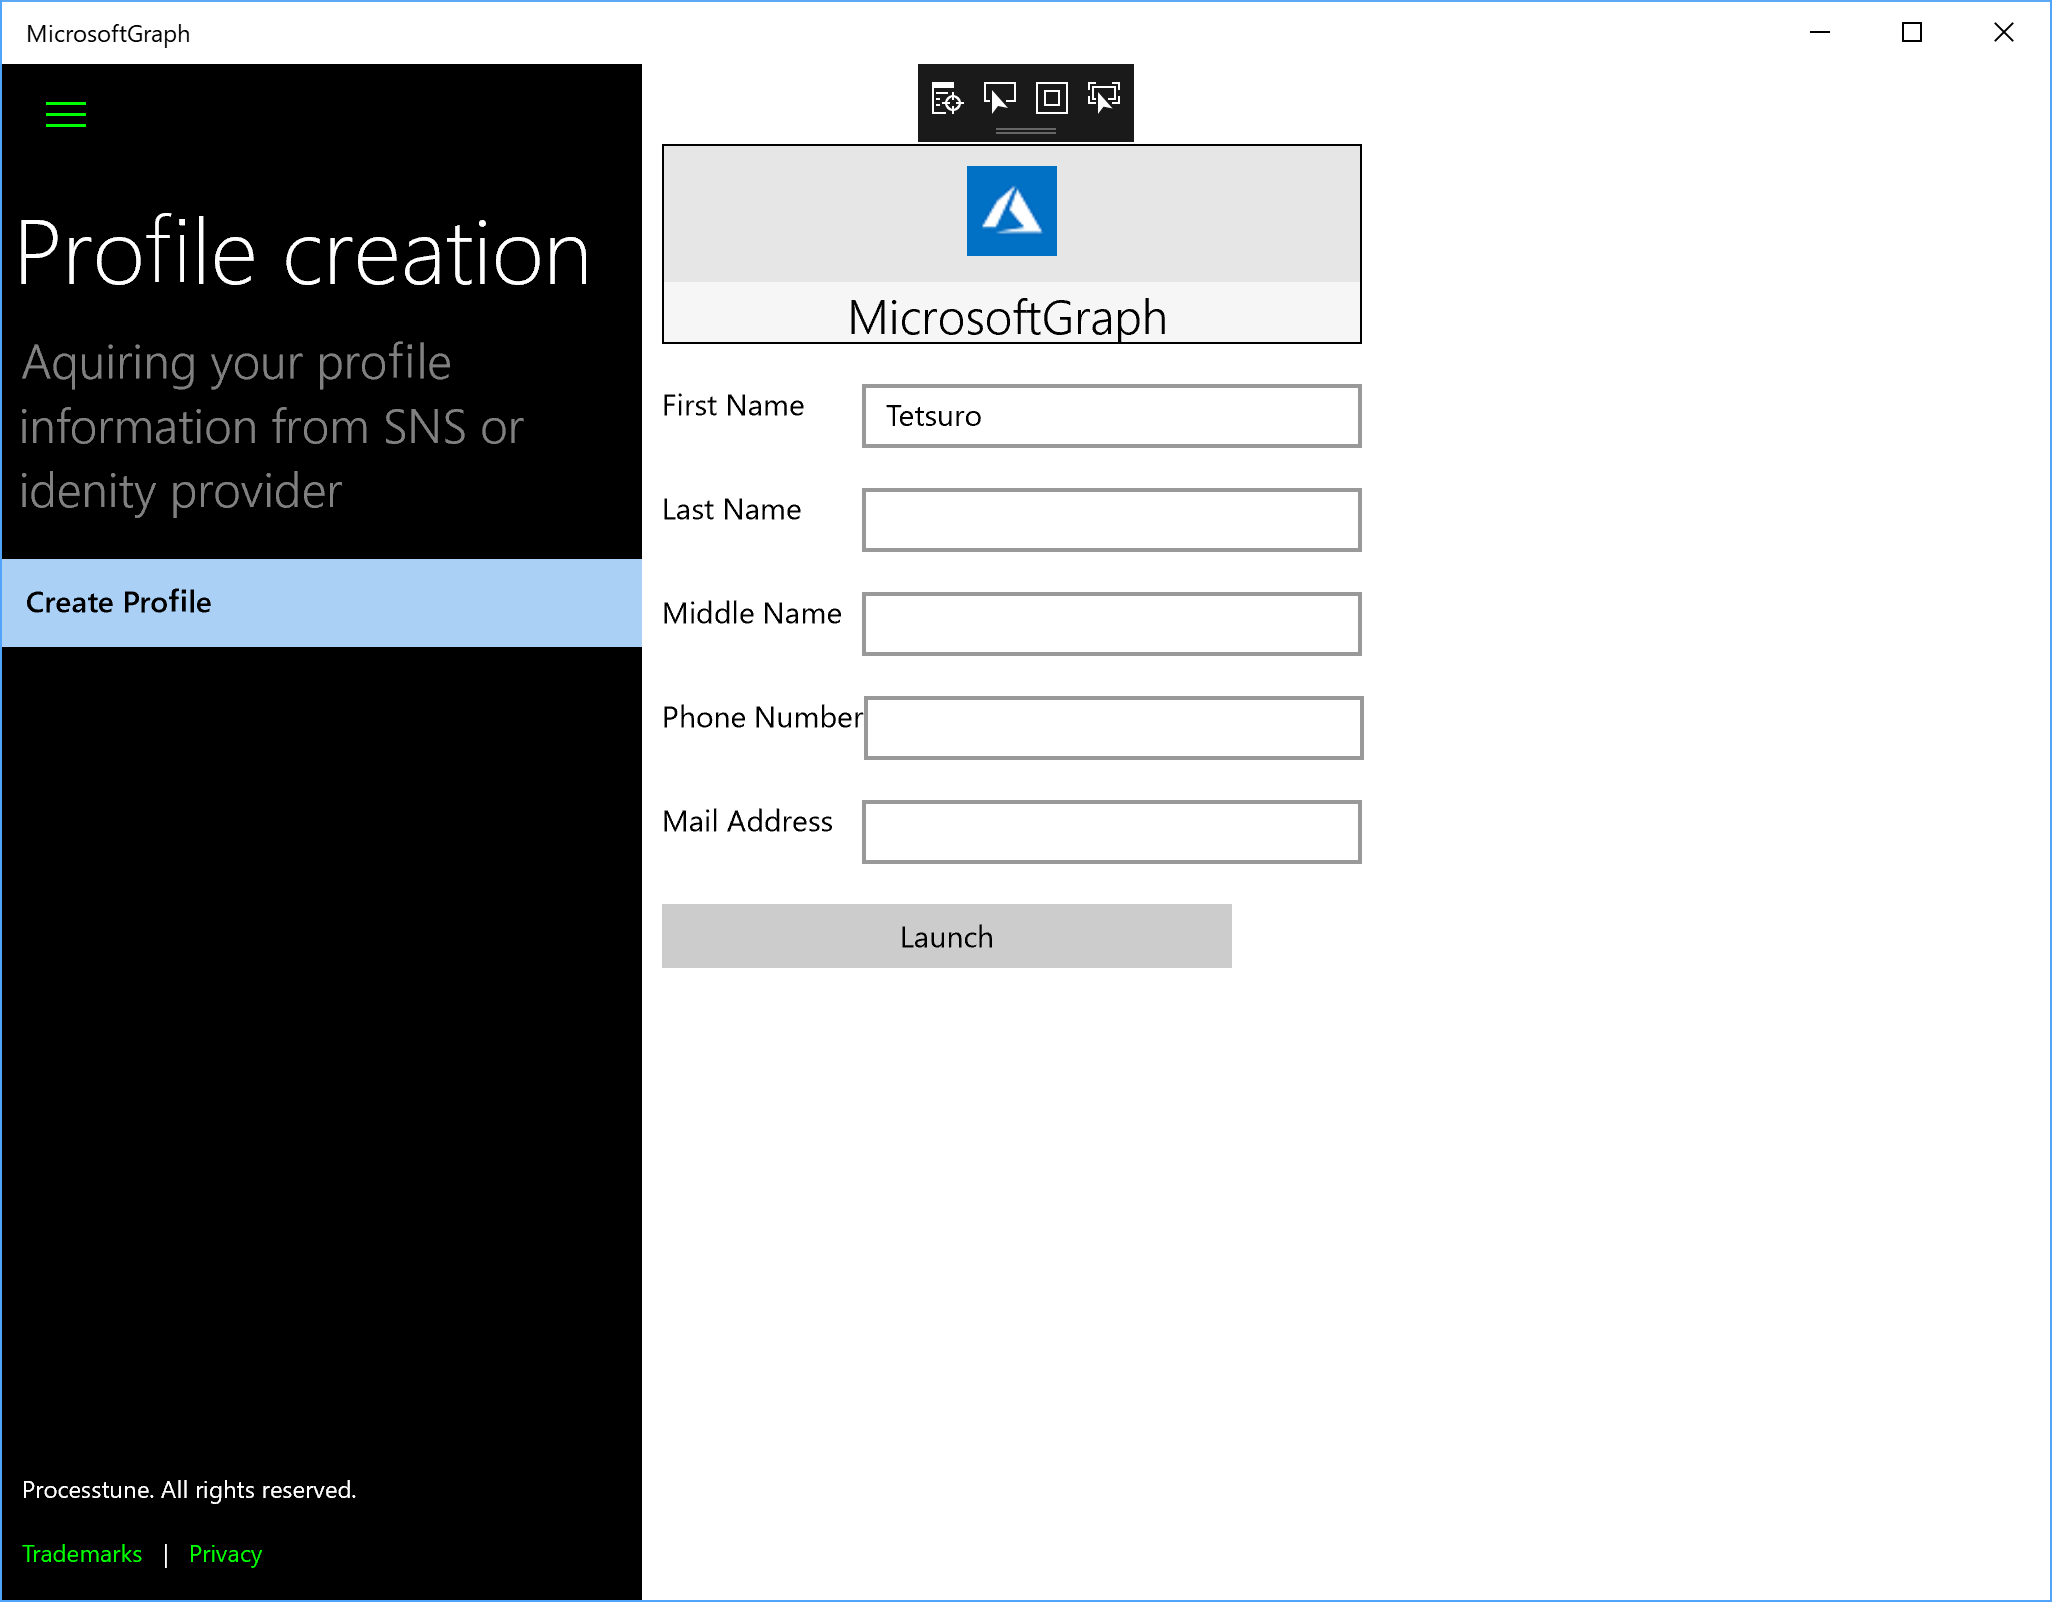 MicrosoftGraph
Profile creation
Aquiring your profile
information from SNS or
idenity provider
Create Profile
Processtune. All rights reserved.
Trademarks | Privacy
MicrosoftGraph
First Name Tetsuro
Last Name
Middle Name
Phone Number
Mail Address
Launch